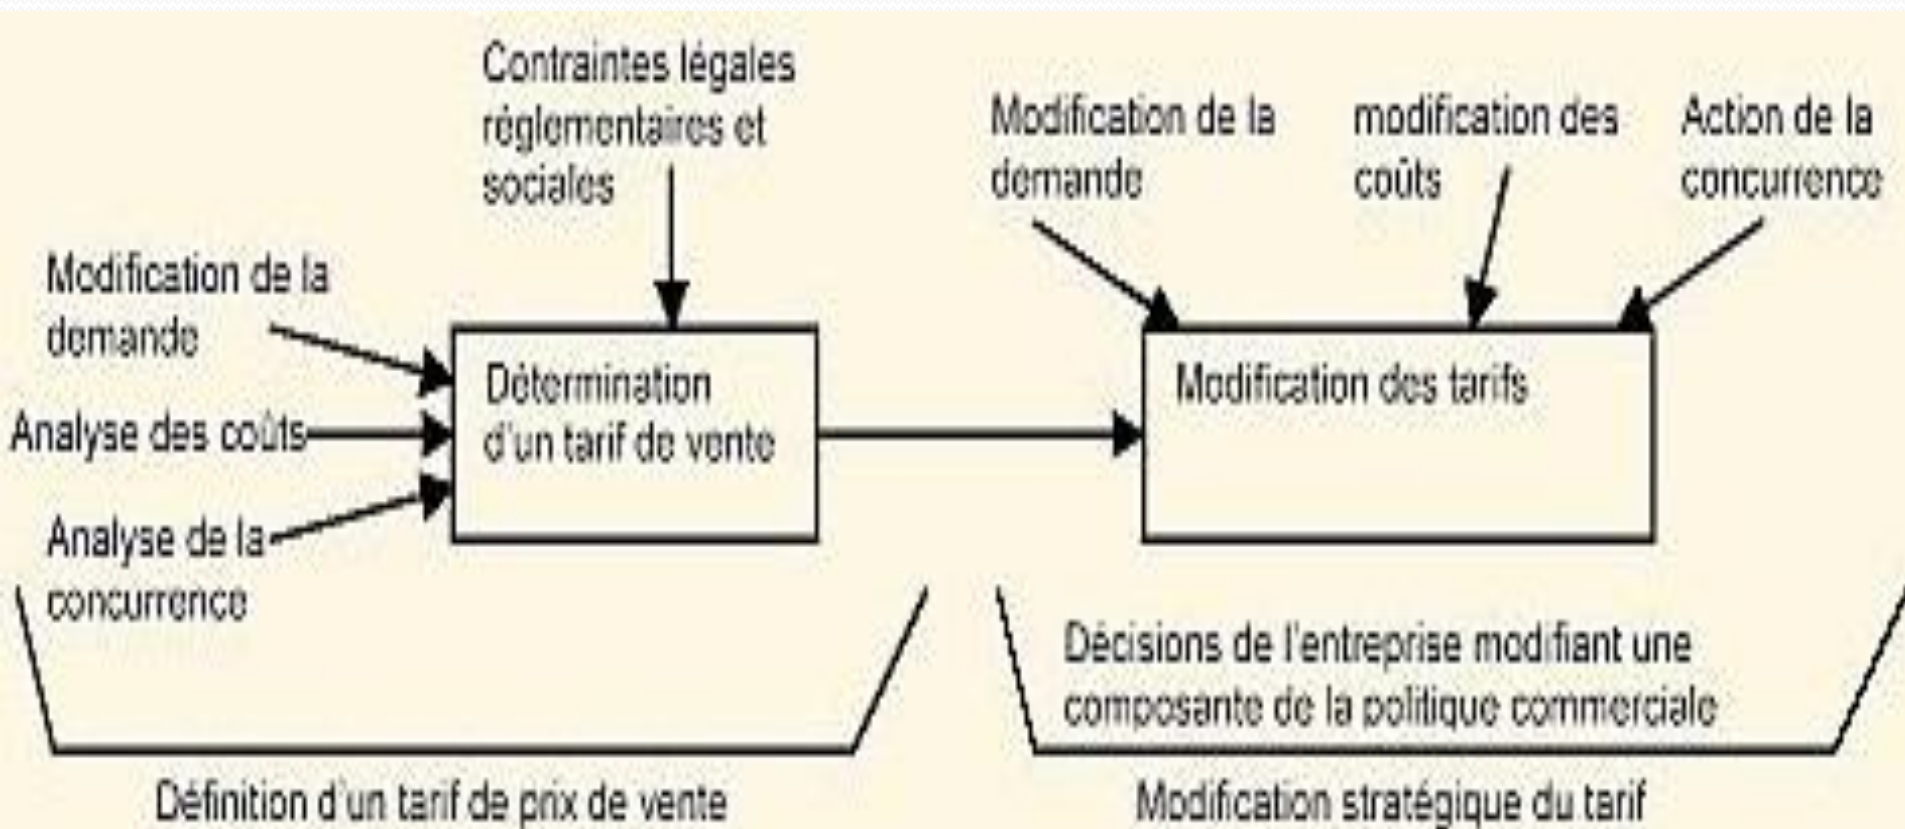 Contraintes légales
réglementaires et
sociales
Modification de la
demande
modification des
coûts
Action de la
concurrence
Modification de la
demande
Analyse des coûts
Analyse de la
concurrence
Détermination
d'un tarif de vente
Modification des tarifs
Décisions de l'entreprise modifiant une
composante de la politique commerciale
Définition d'un tarif de prix de vente
Modification stratégique du tarif